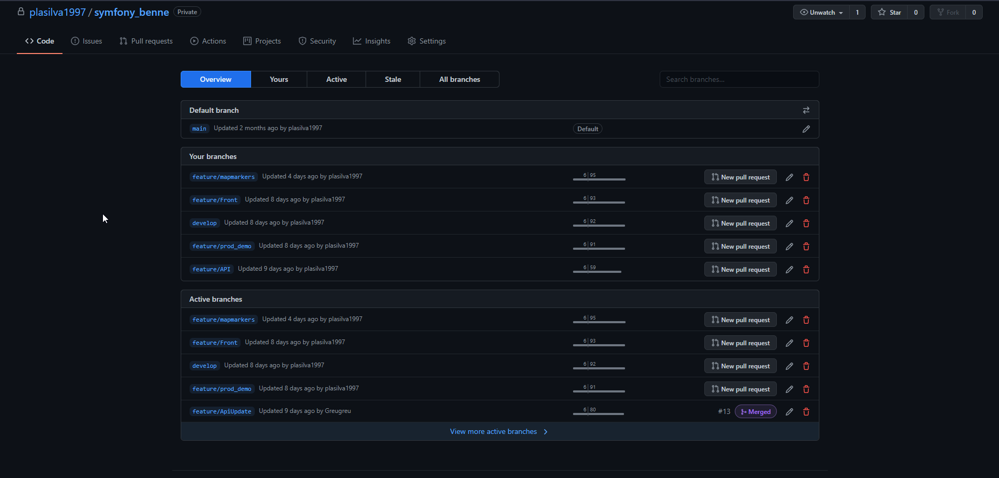 plasilva1997 / symfony_benne Private Unwatch 1 Star 0 Fork 0
Code Issues Pull requests Actions Projects Security Insights Settings
Overview Yours Active Stale All branches Search branches...
Default branch
main Updated 2 months ago by plasilva1997 Default
Your branches
feature/mapmarkers Updated 4 days ago by plasilva1997 6 95 New pull request
feature/Front Updated 8 days ago by plasilva1997 6 93 New pull request
develop Updated 8 days ago by plasilva1997 6 92 New pull request
feature/prod_demo Updated 8 days ago by plasilva1997 6 91 New pull request
feature/API Updated 9 days ago by plasilva1997 6 59 New pull request
Active branches
feature/mapmarkers Updated 4 days ago by plasilva1997 6 95 New pull request
feature/Front Updated 8 days ago by plasilva1997 6 93 New pull request
develop Updated 8 days ago by plasilva1997 6 92 New pull request
feature/prod_demo Updated 8 days ago by plasilva1997 6 91 New pull request
feature/ApiUpdate Updated 9 days ago by Greugreu 6 80 #13 Merged
View more active branches